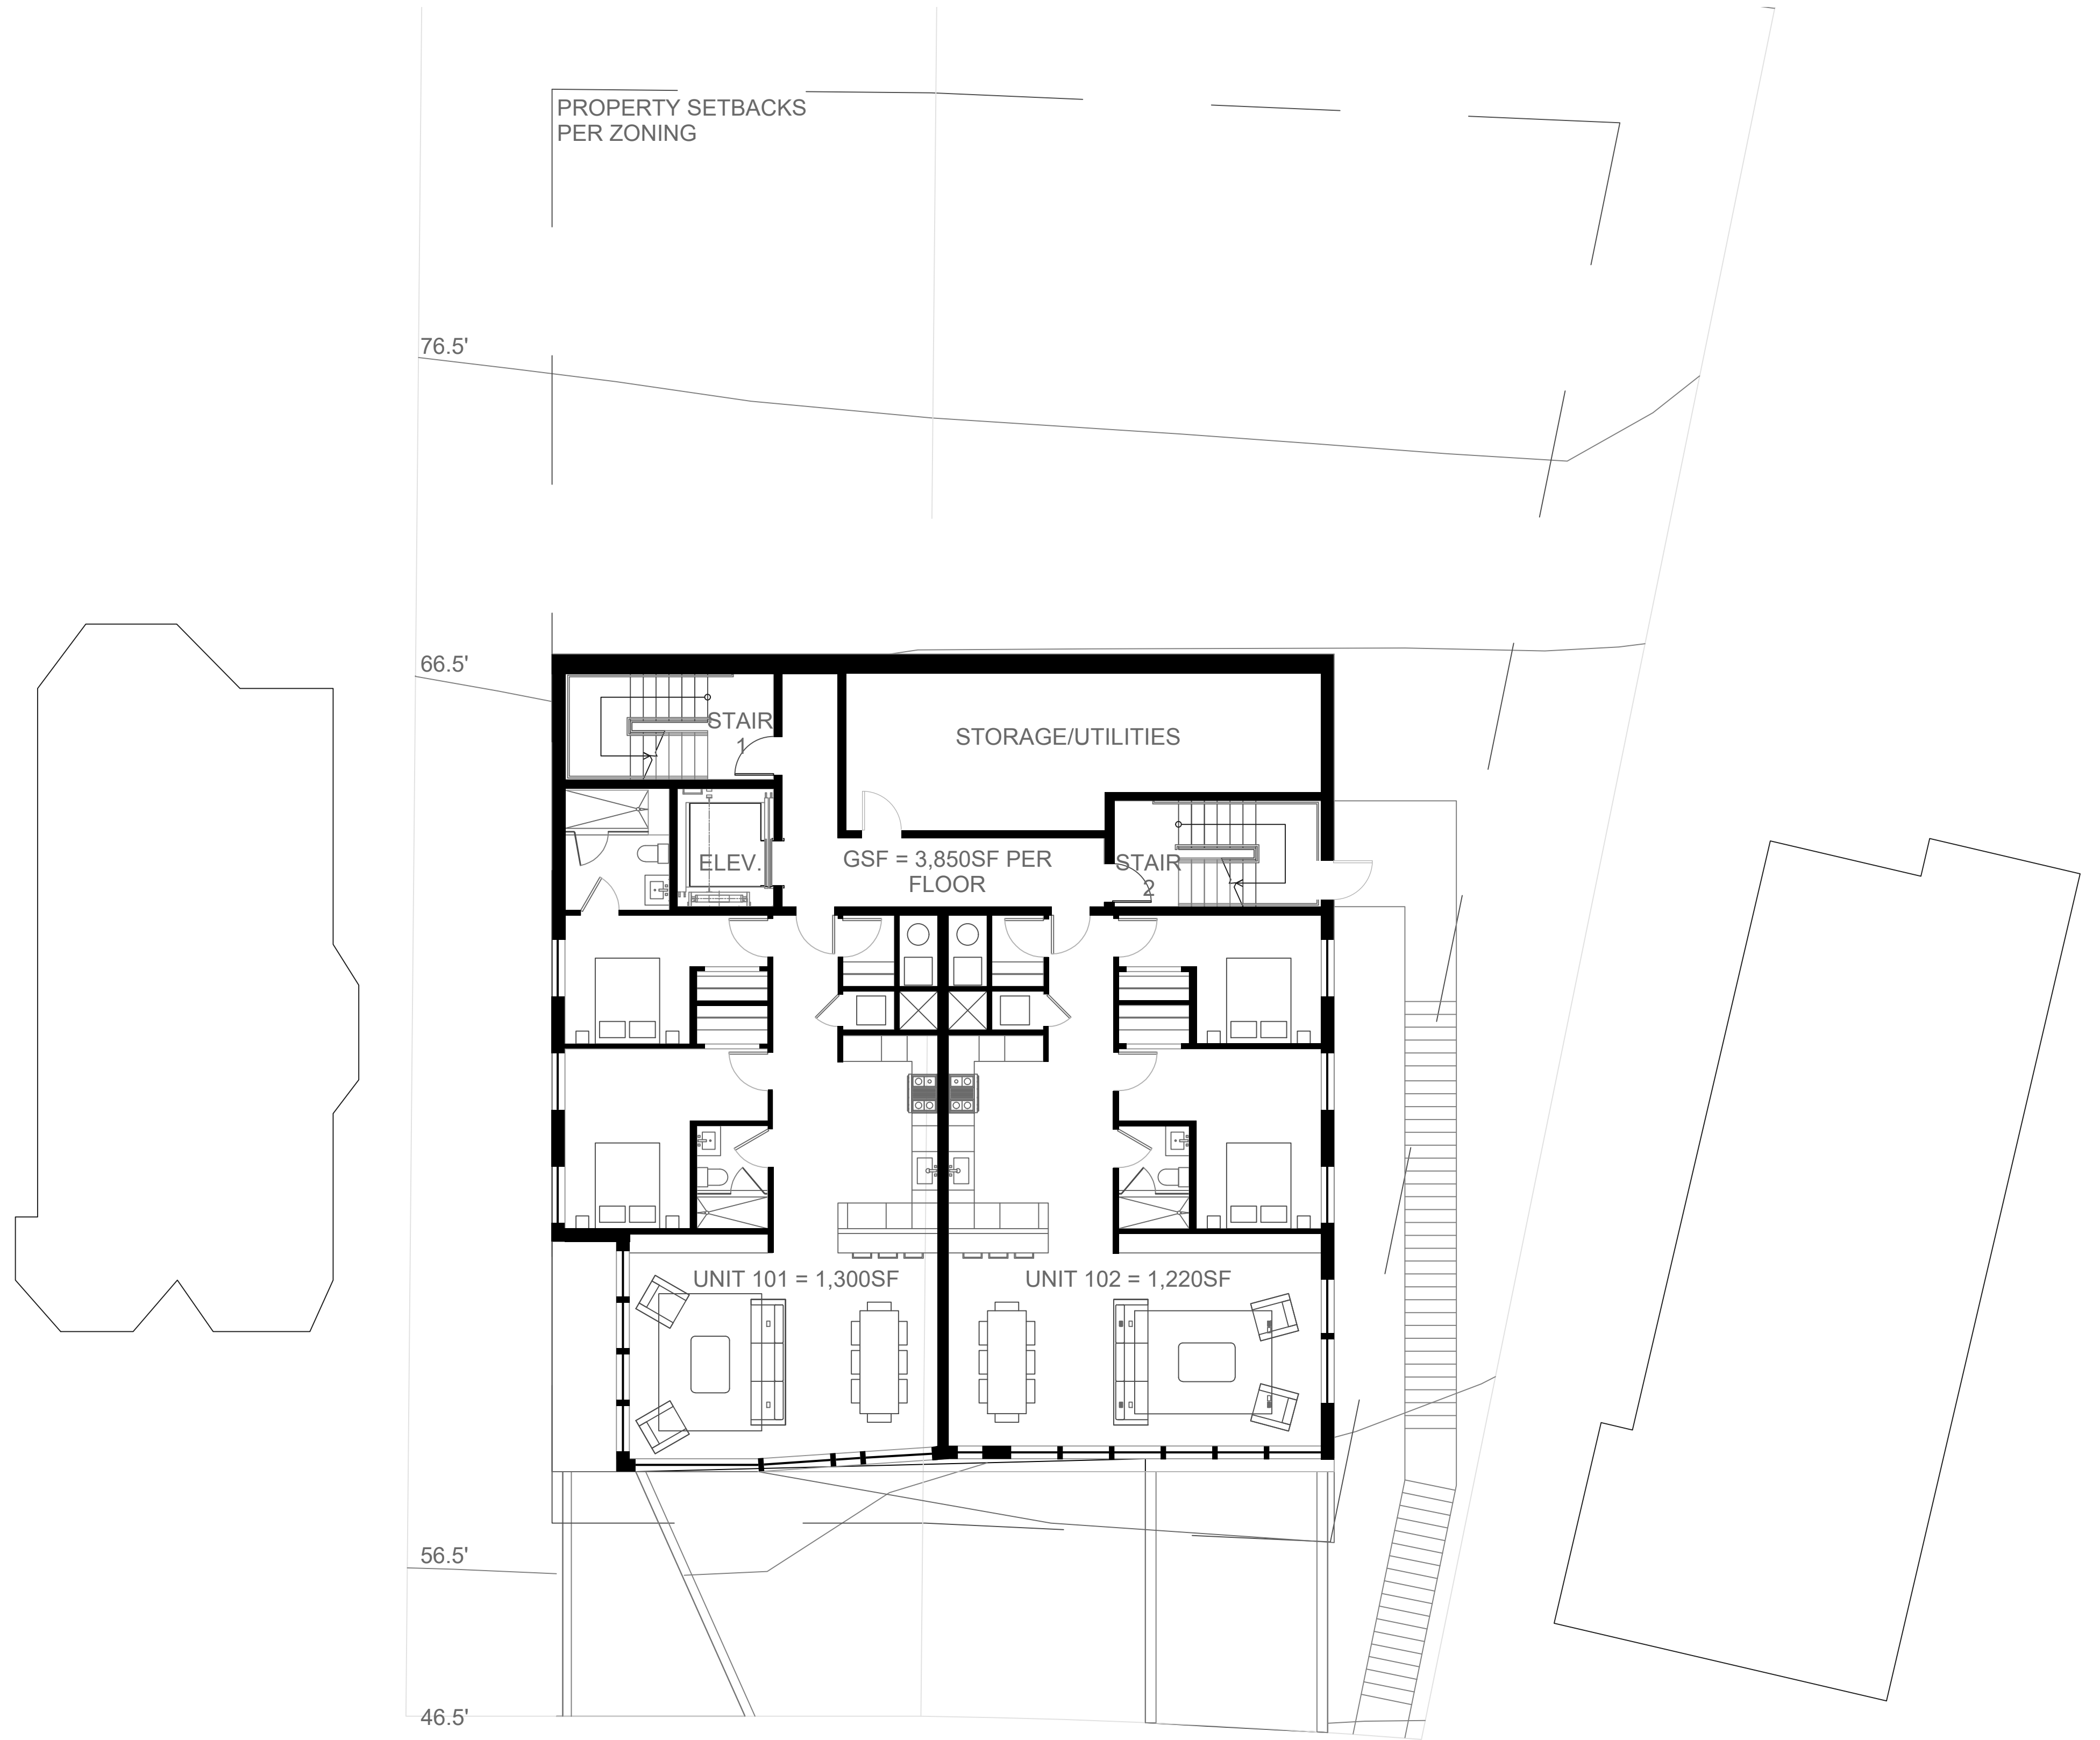 PROPERTY SETBACKS
PER ZONING
76.5'
66.5'
STAIR
1
STORAGE/UTILITIES
ELEV.
GSF = 3,850SF PER
FLOOR
STAIR
2
UNIT 101 = 1,300SF
UNIT 102 = 1,220SF
56.5'
46.5'